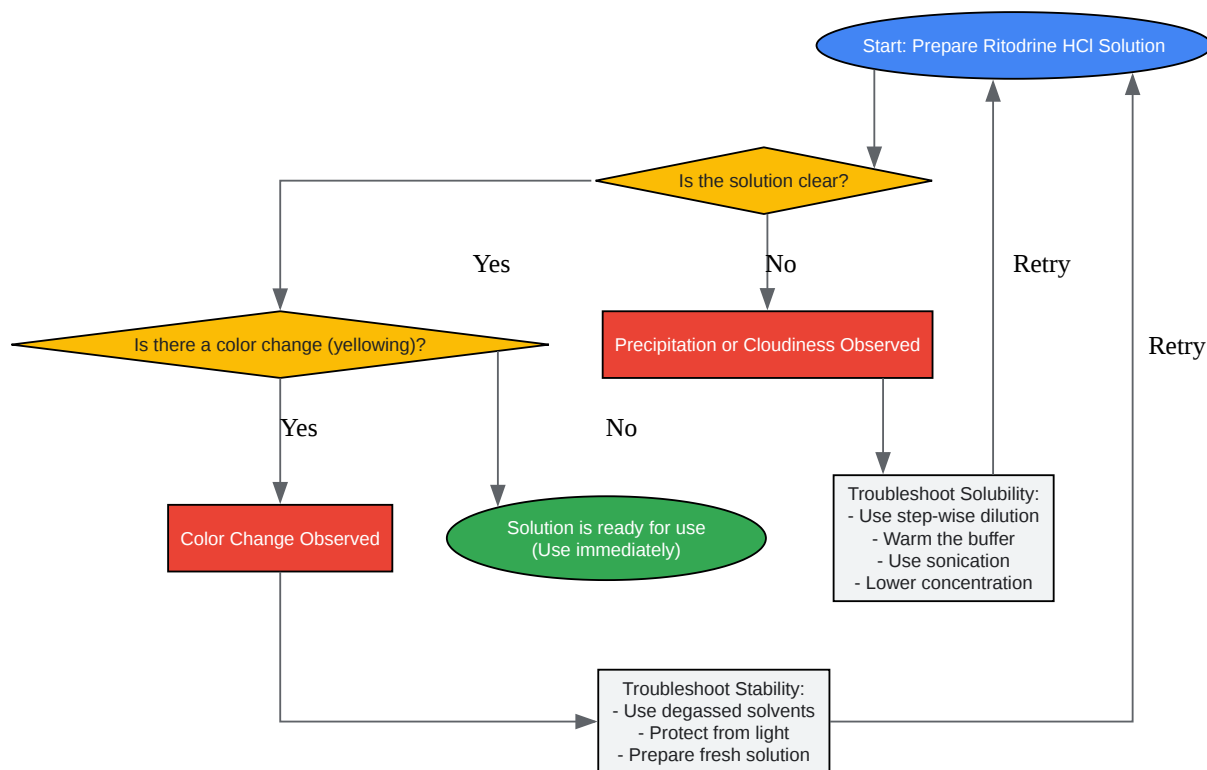 Start: Prepare Ritodrine HCl Solution
Is the solution clear?
Yes
No
Retry
Is there a color change (yellowing)?
Precipitation or Cloudiness Observed
Retry
Yes
No
Color Change Observed
Solution is ready for use
(Use immediately)
Troubleshoot Solubility:
- Use step-wise dilution
- Warm the buffer
- Use sonication
- Lower concentration
Troubleshoot Stability:
- Use degassed solvents
- Protect from light
- Prepare fresh solution